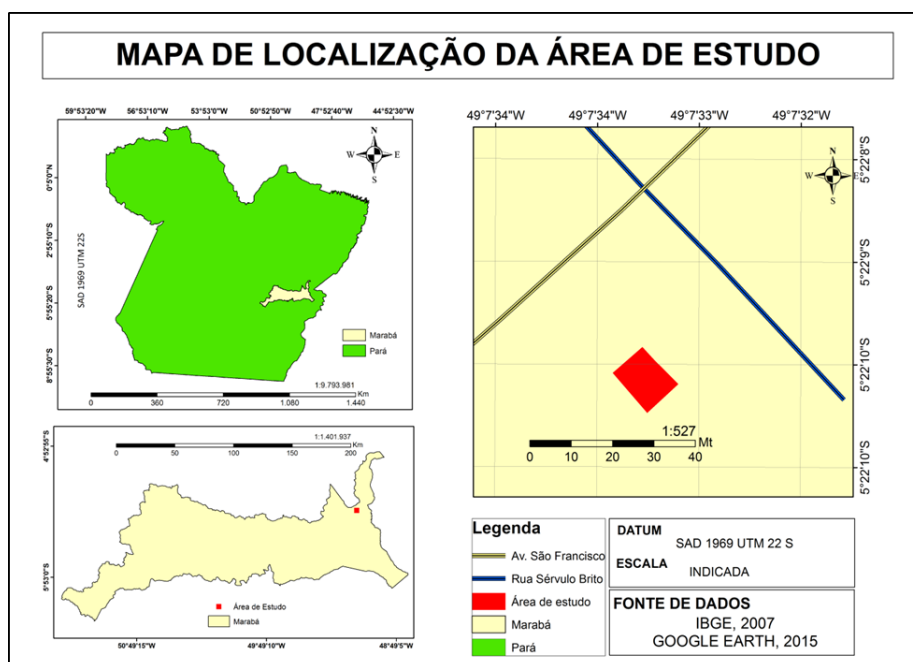 MAPA DE LOCALIZAÇÃO DA ÁREA DE ESTUDO
59°53'20"W 56°53'10"W 53°53'0"W 50°52'50"W 47°52'40"W 44°52'30"W
N
W E
S
0°5'0"N
2°55'10"S
5°55'20"S
8°55'30"S
SAD 1969 UTM 22S
Marabá
Pará
1:9.793.981
Km
0 360 720 1.080 1.440
1:1.401.937
Km
0 50 100 150 200
4°52'55"S
5°53'0"S
Área de Estudo
Marabá
50°49'15"W 49°49'10"W 48°49'5"W
49°7'34"W 49°7'34"W 49°7'33"W 49°7'32"W
N
W E
S
5°22'8"S
5°22'9"S
5°22'10"S
5°22'10"S
1:527
Mt
0 10 20 30 40
Legenda
Av. São Francisco
Rua Sérvulo Brito
Área de estudo
Marabá
Pará
DATUM
SAD 1969 UTM 22 S
ESCALA
INDICADA
FONTE DE DADOS
IBGE, 2007
GOOGLE EARTH, 2015